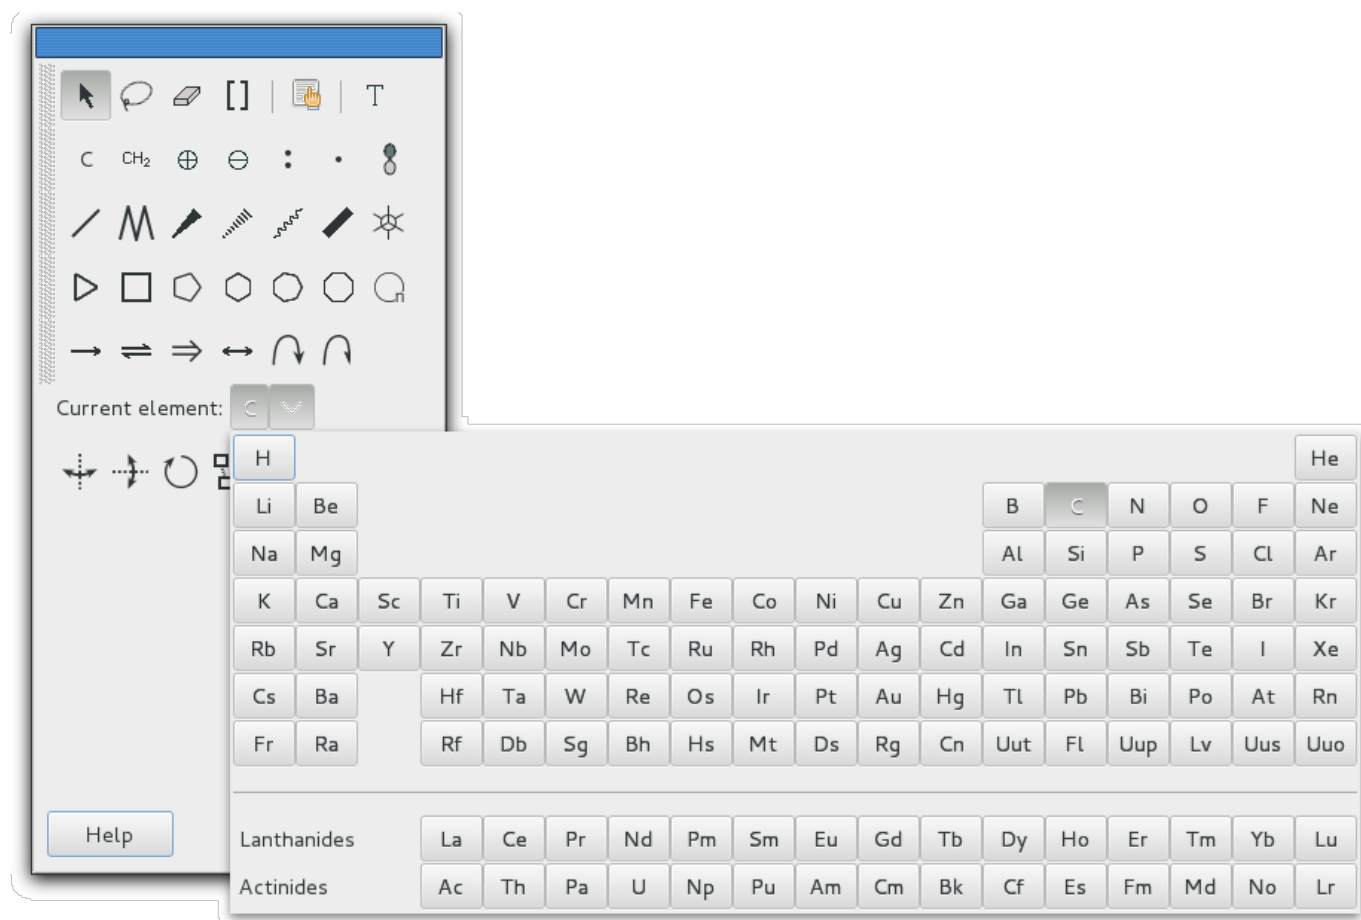 [] T
C CH₂
n
Current element: C
H He
Li Be B C N O F Ne
Na Mg Al Si P S Cl Ar
K Ca Sc Ti V Cr Mn Fe Co Ni Cu Zn Ga Ge As Se Br Kr
Rb Sr Y Zr Nb Mo Tc Ru Rh Pd Ag Cd In Sn Sb Te I Xe
Cs Ba Hf Ta W Re Os Ir Pt Au Hg Tl Pb Bi Po At Rn
Fr Ra Rf Db Sg Bh Hs Mt Ds Rg Cn Uut Fl Uup Lv Uus Uuo
Help
Lanthanides La Ce Pr Nd Pm Sm Eu Gd Tb Dy Ho Er Tm Yb Lu
Actinides Ac Th Pa U Np Pu Am Cm Bk Cf Es Fm Md No Lr